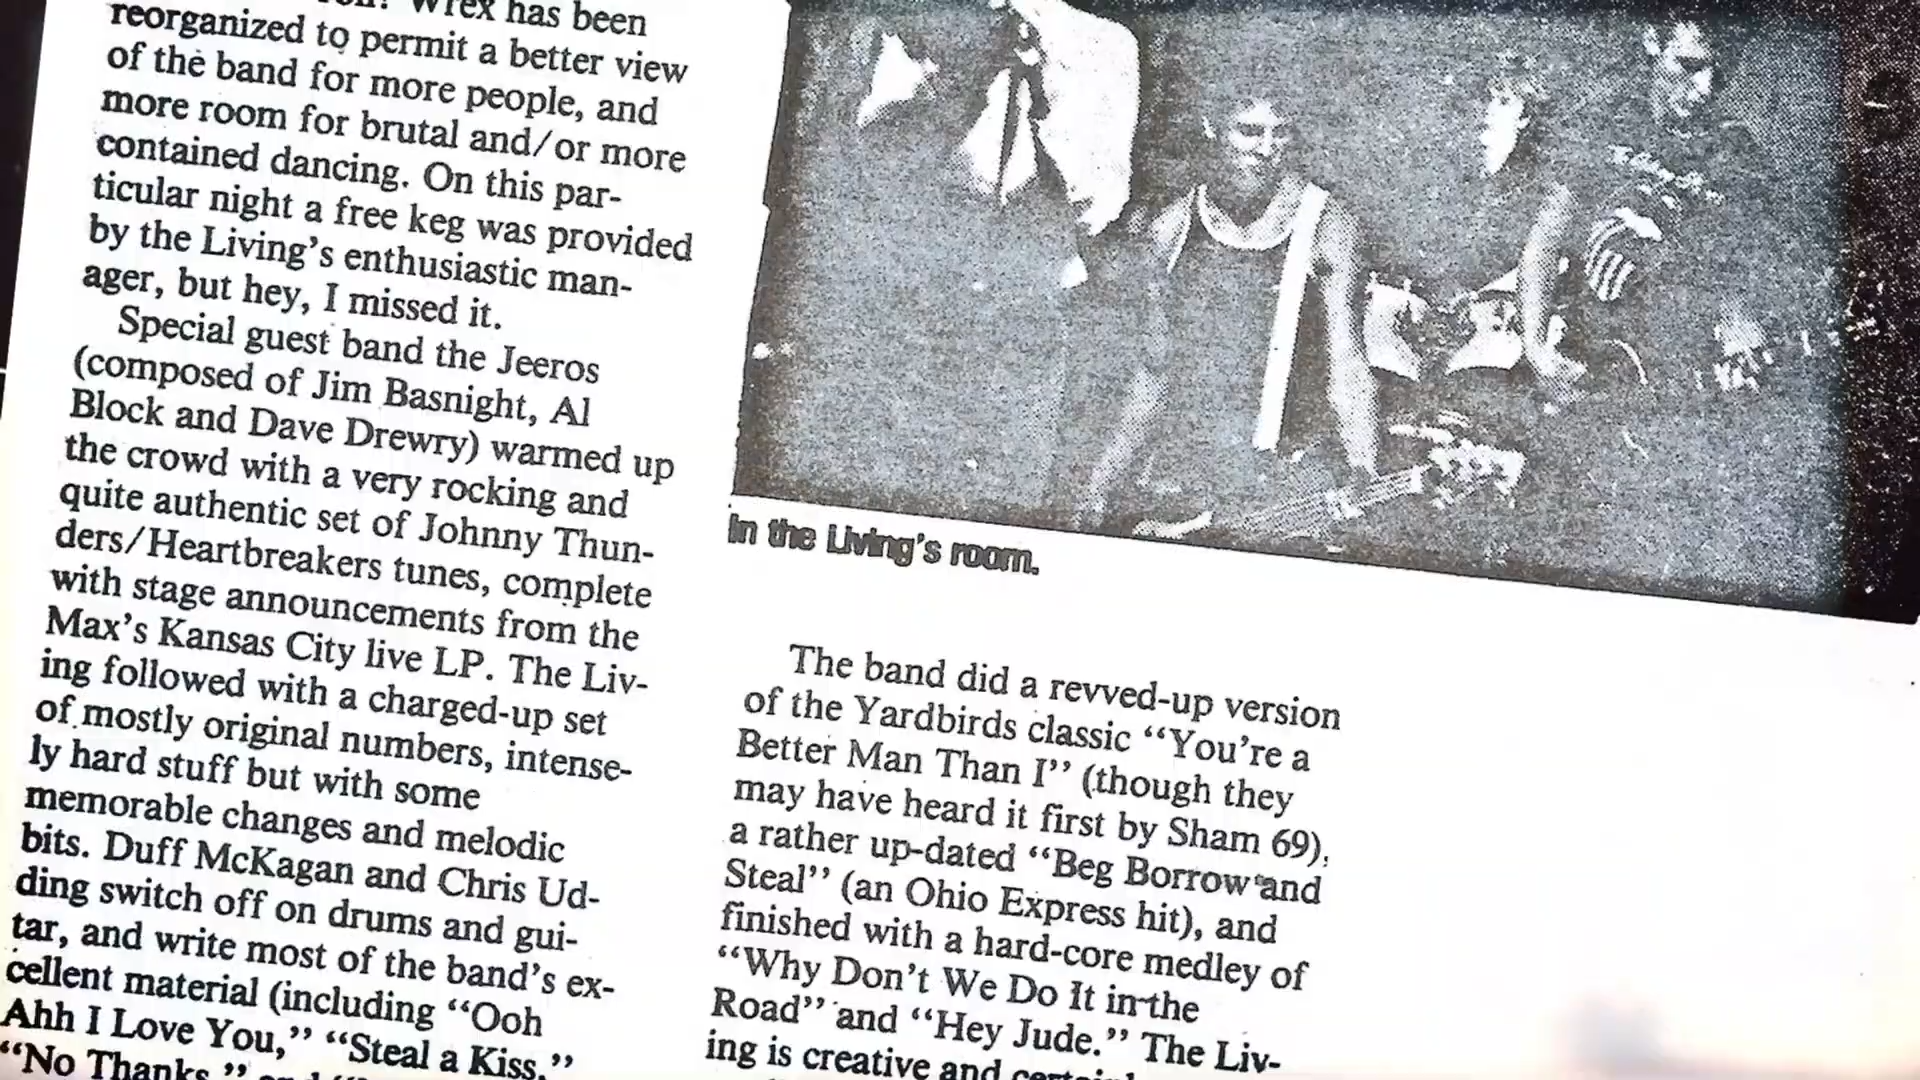 Wrex has been
reorganized to permit a better view
of the band for more people, and
more room for brutal and/or more
contained dancing. On this par-
ticular night a free keg was provided
by the Living's enthusiastic man-
ager, but hey, I missed it.
Special guest band the Jeeros
(composed of Jim Basnight, Al
Block and Dave Drewry) warmed up
the crowd with a very rocking and
quite authentic set of Johnny Thun-
ders/Heartbreakers tunes, complete
with stage announcements from the
Max's Kansas City live LP. The Liv-
ing followed with a charged-up set
of mostly original numbers, intense-
ly hard stuff but with some
memorable changes and melodic
bits. Duff McKagan and Chris Ud-
ding switch off on drums and gui-
tar, and write most of the band's ex-
cellent material (including “Ooh
Ahh I Love You,” “Steal a Kiss,”
“No Thanks,”
In the Living's room.
The band did a revved-up version
of the Yardbirds classic “You're a
Better Man Than I” (though they
may have heard it first by Sham 69),
a rather up-dated “Beg Borrow and
Steal” (an Ohio Express hit), and
finished with a hard-core medley of
“Why Don't We Do It in the
Road” and “Hey Jude.” The Liv-
ing is creative and